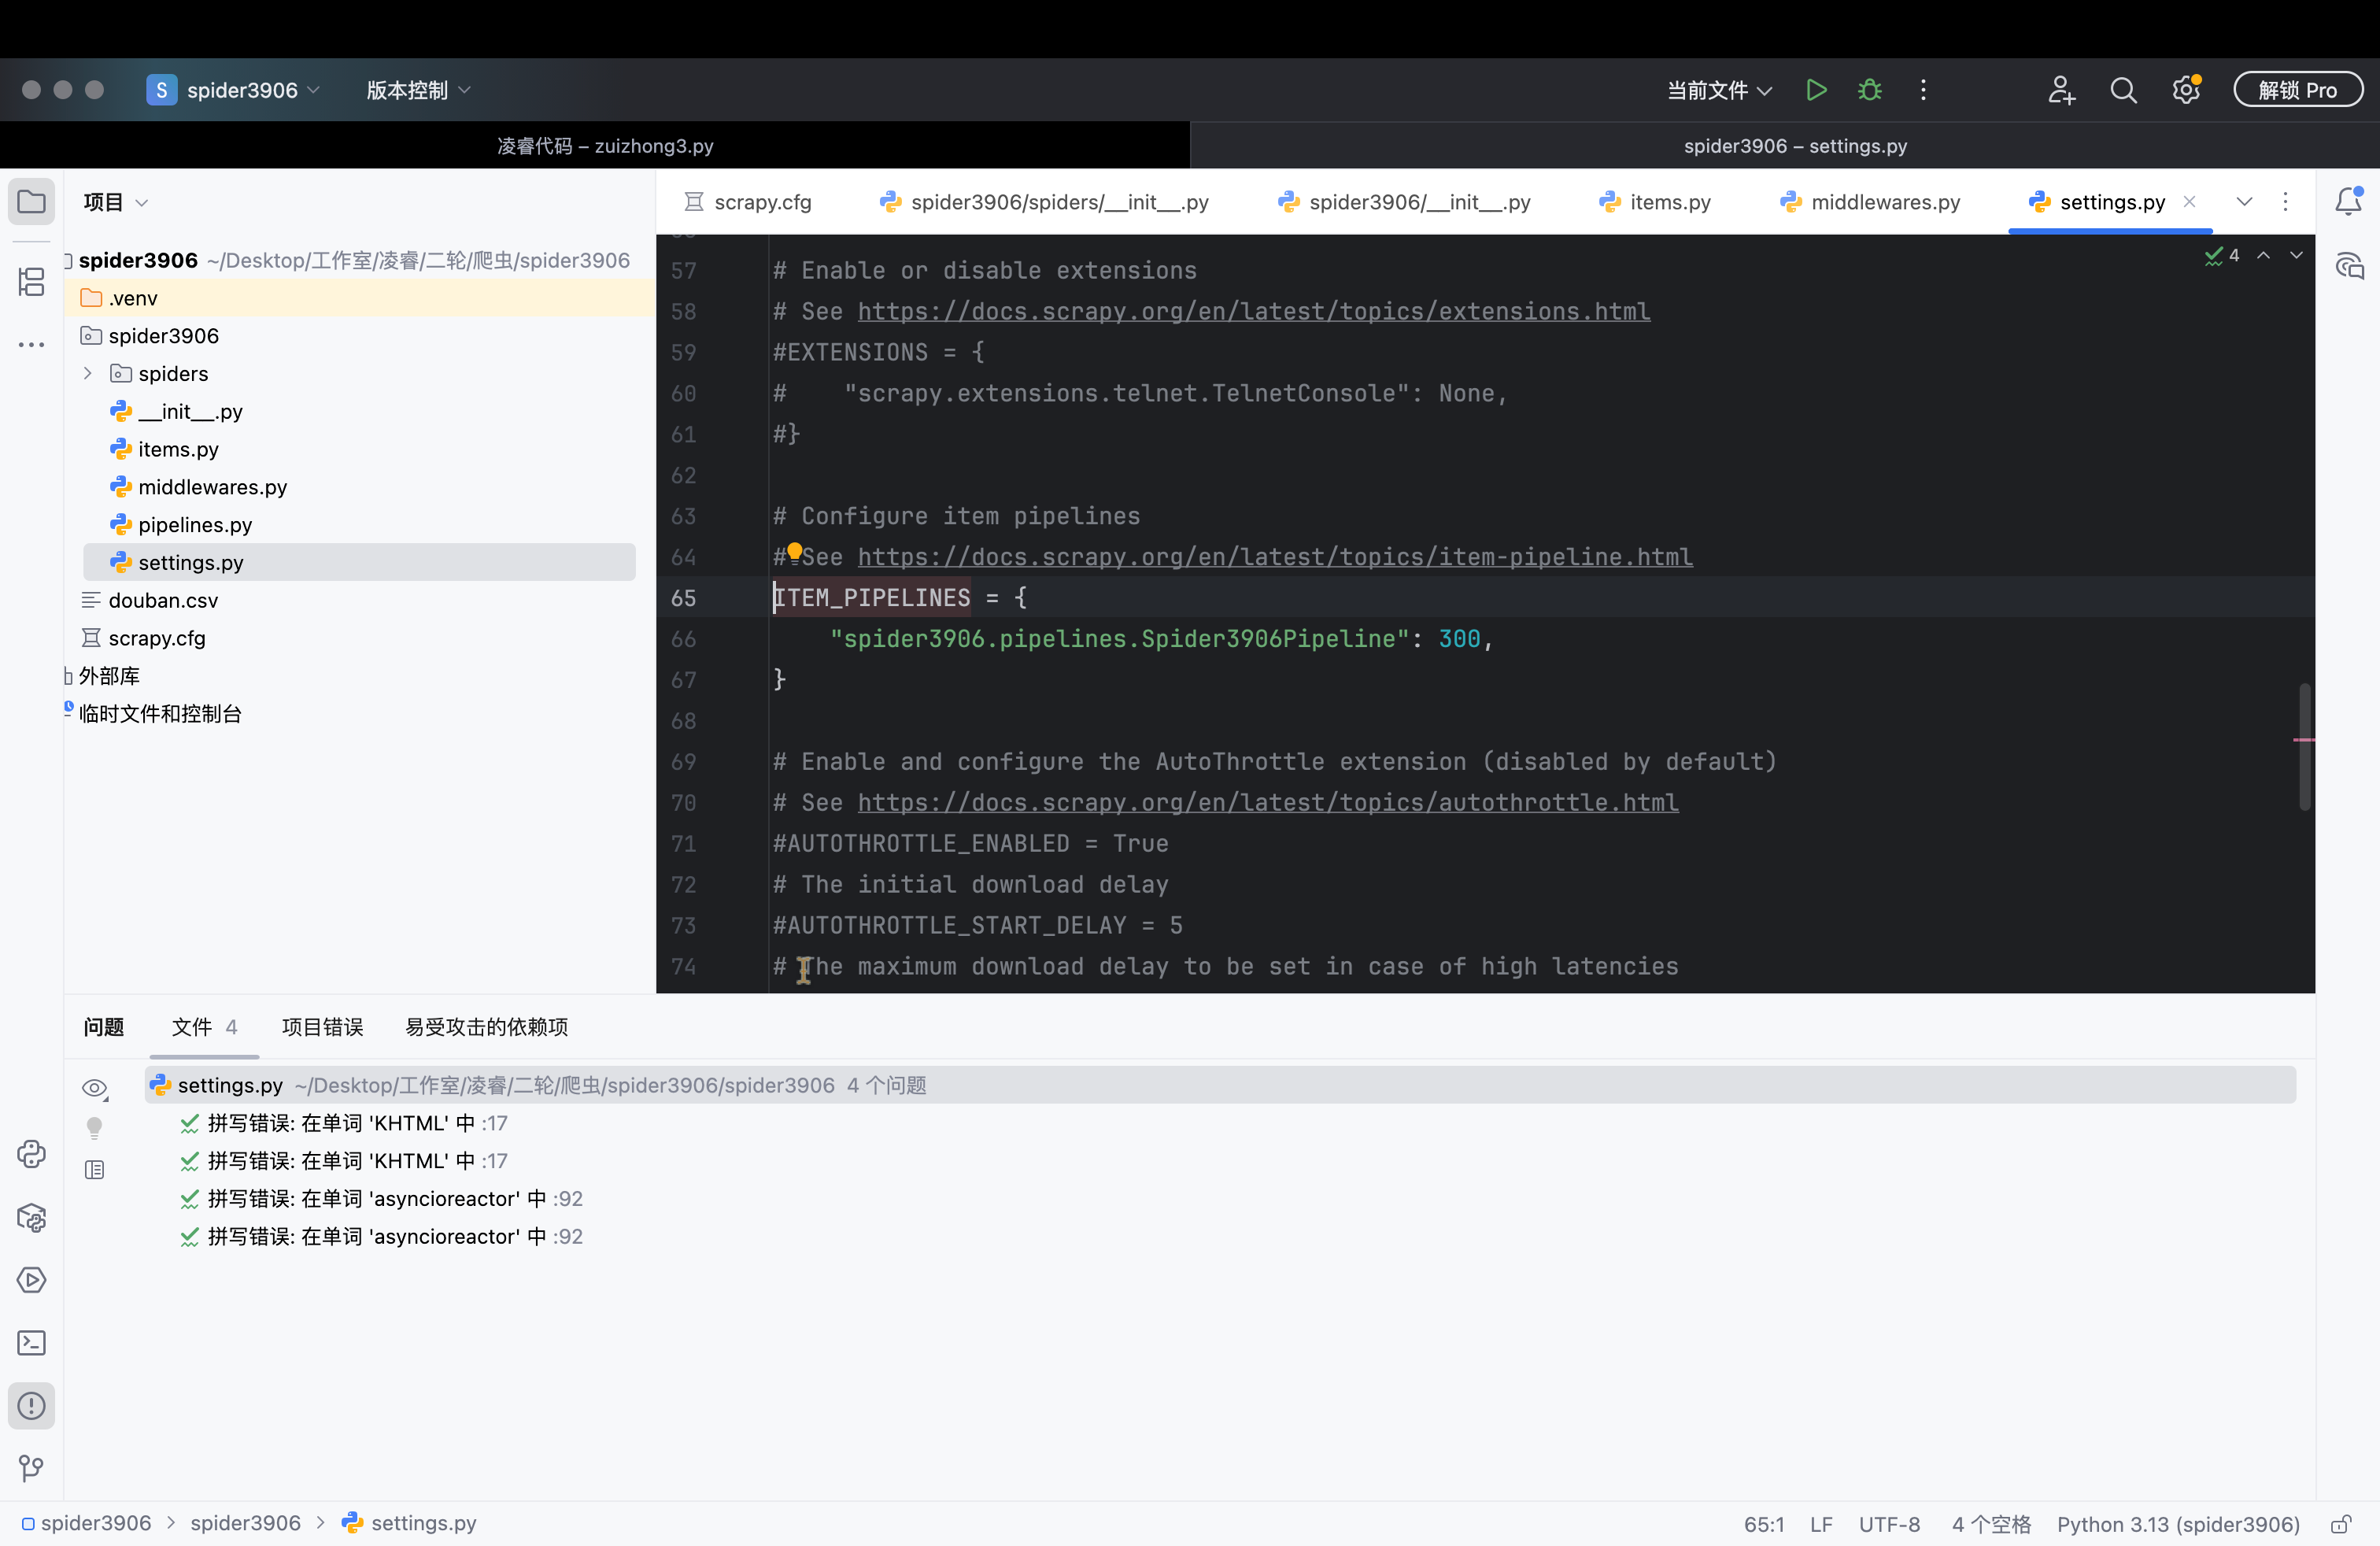 S spider3906 版本控制 当前文件 解锁 Pro
凌睿代码 – zuizhong3.py spider3906 – settings.py
项目
scrapy.cfg spider3906/spiders/__init__.py spider3906/__init__.py items.py middlewares.py settings.py
spider3906 ~/Desktop/工作室/凌睿/二轮/爬虫/spider3906
.venv
spider3906
spiders
__init__.py
items.py
middlewares.py
pipelines.py
settings.py
douban.csv
scrapy.cfg
外部库
临时文件和控制台
4
57 # Enable or disable extensions
58 # See https://docs.scrapy.org/en/latest/topics/extensions.html
59 #EXTENSIONS = {
60 #    "scrapy.extensions.telnet.TelnetConsole": None,
61 #}
62
63 # Configure item pipelines
64 # See https://docs.scrapy.org/en/latest/topics/item-pipeline.html
65 ITEM_PIPELINES = {
66     "spider3906.pipelines.Spider3906Pipeline": 300,
67 }
68
69 # Enable and configure the AutoThrottle extension (disabled by default)
70 # See https://docs.scrapy.org/en/latest/topics/autothrottle.html
71 #AUTOTHROTTLE_ENABLED = True
72 # The initial download delay
73 #AUTOTHROTTLE_START_DELAY = 5
74 # The maximum download delay to be set in case of high latencies
问题 文件 4 项目错误 易受攻击的依赖项
settings.py ~/Desktop/工作室/凌睿/二轮/爬虫/spider3906/spider3906 4 个问题
拼写错误: 在单词 'KHTML' 中 :17
拼写错误: 在单词 'KHTML' 中 :17
拼写错误: 在单词 'asyncioreactor' 中 :92
拼写错误: 在单词 'asyncioreactor' 中 :92
spider3906 > spider3906 > settings.py 65:1 LF UTF-8 4 个空格 Python 3.13 (spider3906)